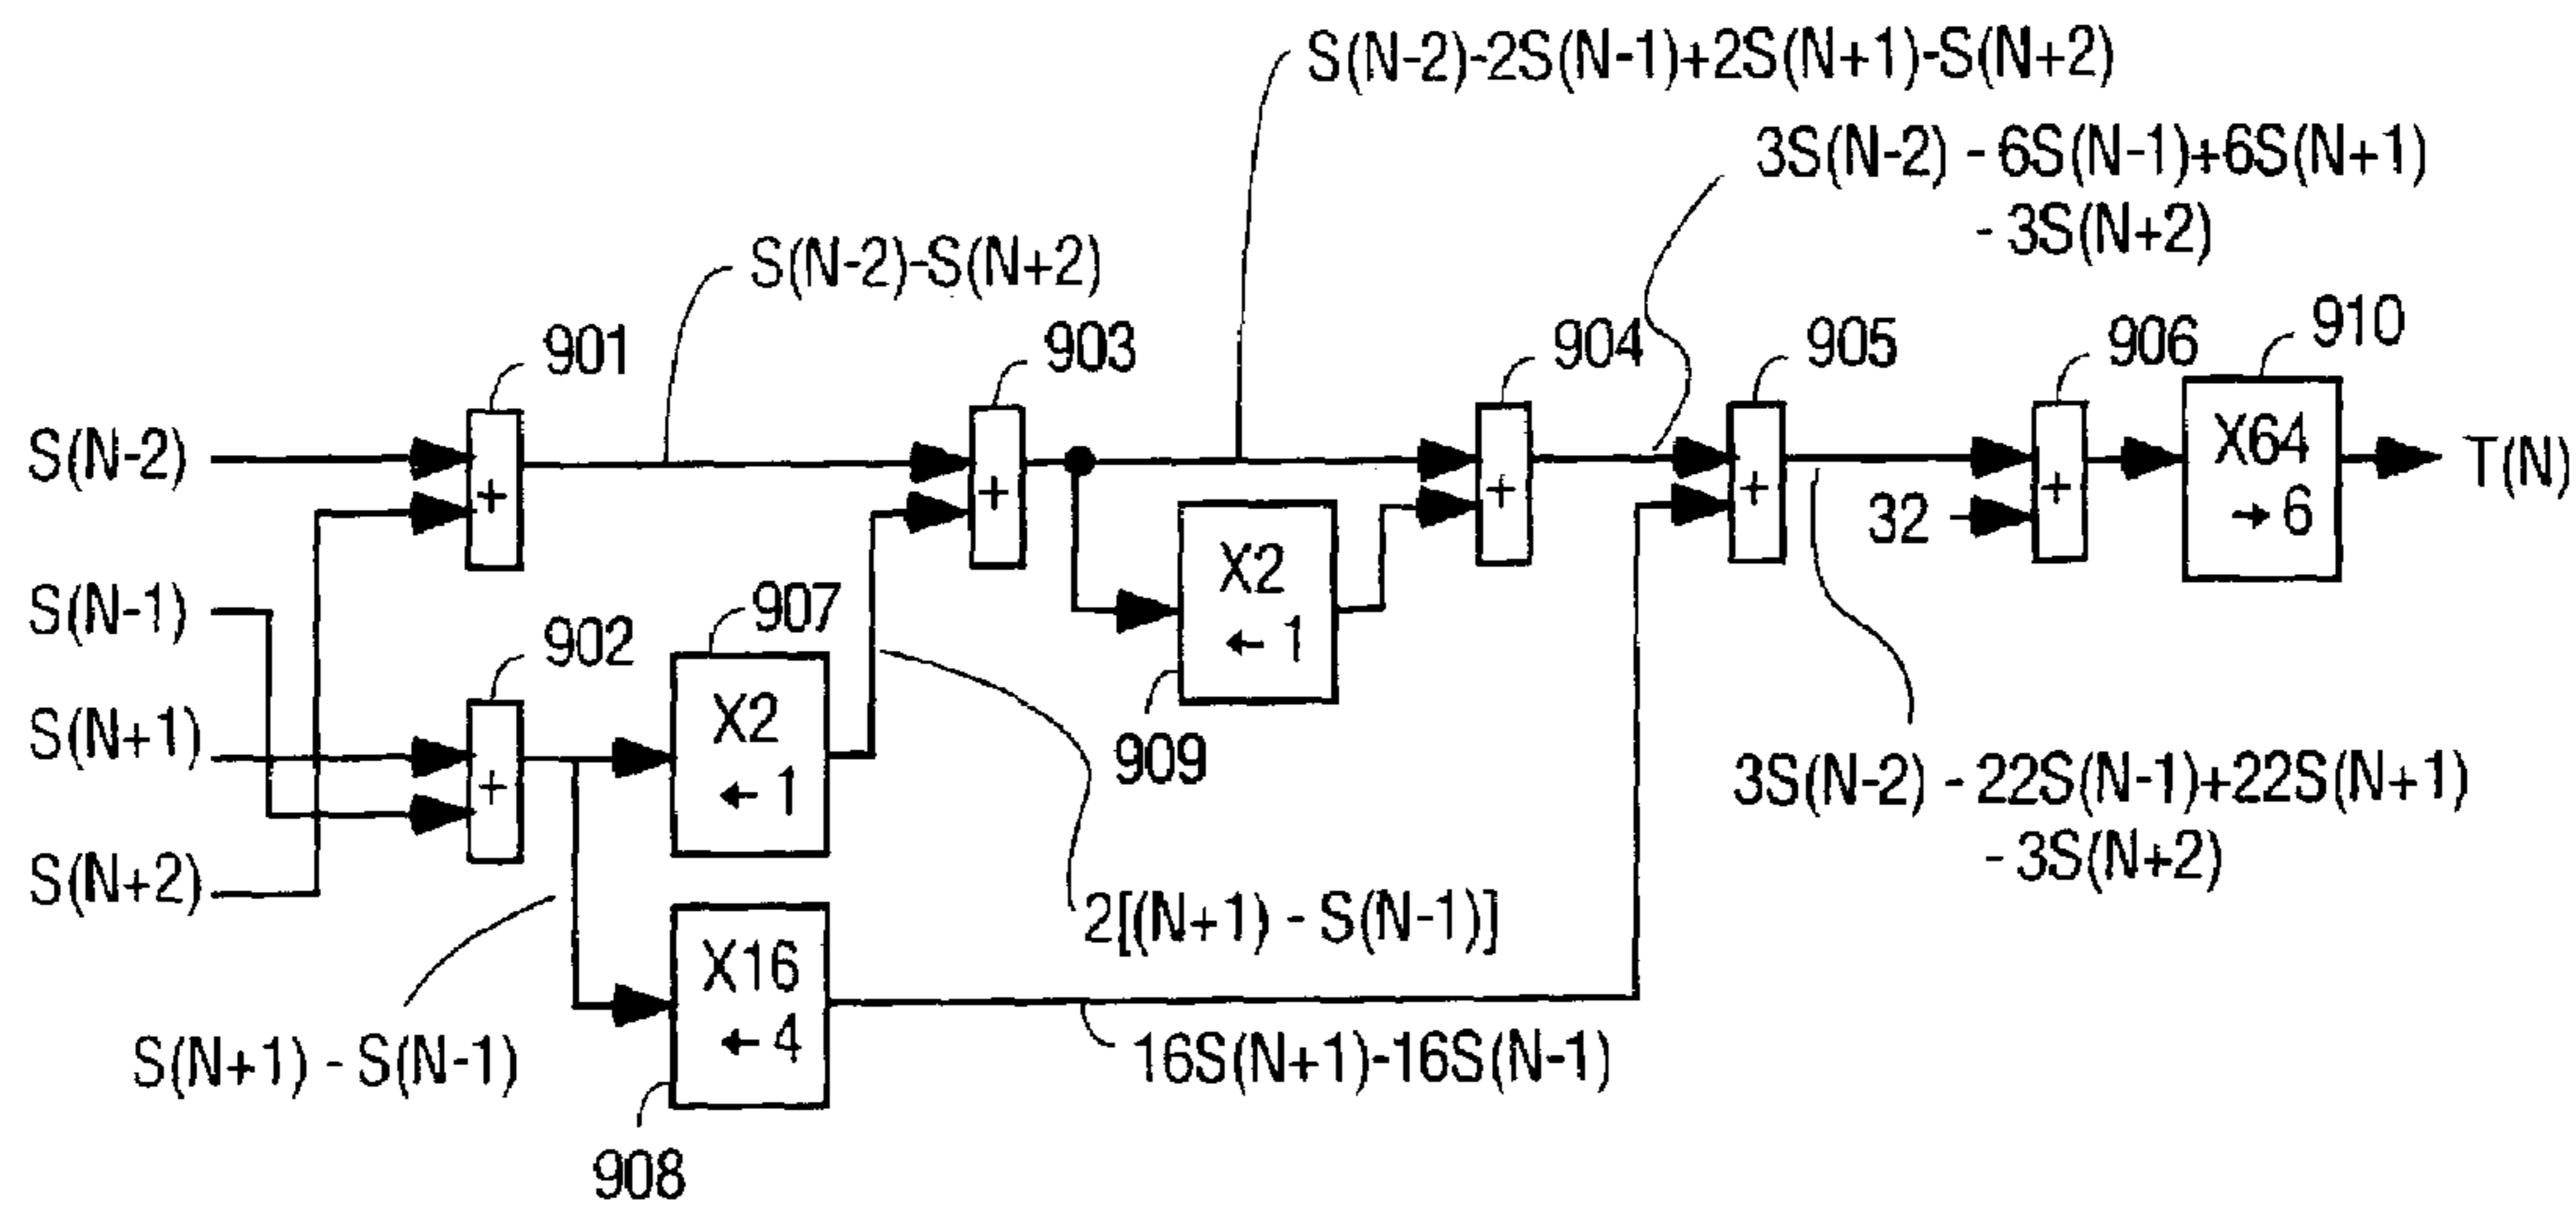 S(N-2)-2S(N-1)+2S(N+1)-S(N+2)
3S(N-2) - 6S(N-1)+6S(N+1)
- 3S(N+2)
S(N-2)-S(N+2)
901
903
904
905
906
910
S(N-2)
+
+
+
+
+
32
X64
→ 6
T(N)
S(N-1)
902
907
X2
← 1
909
S(N+1)
+
X2
← 1
S(N+2)
3S(N-2) - 22S(N-1)+22S(N+1)
- 3S(N+2)
2[(N+1) - S(N-1)]
X16
← 4
908
S(N+1) - S(N-1)
16S(N+1)-16S(N-1)